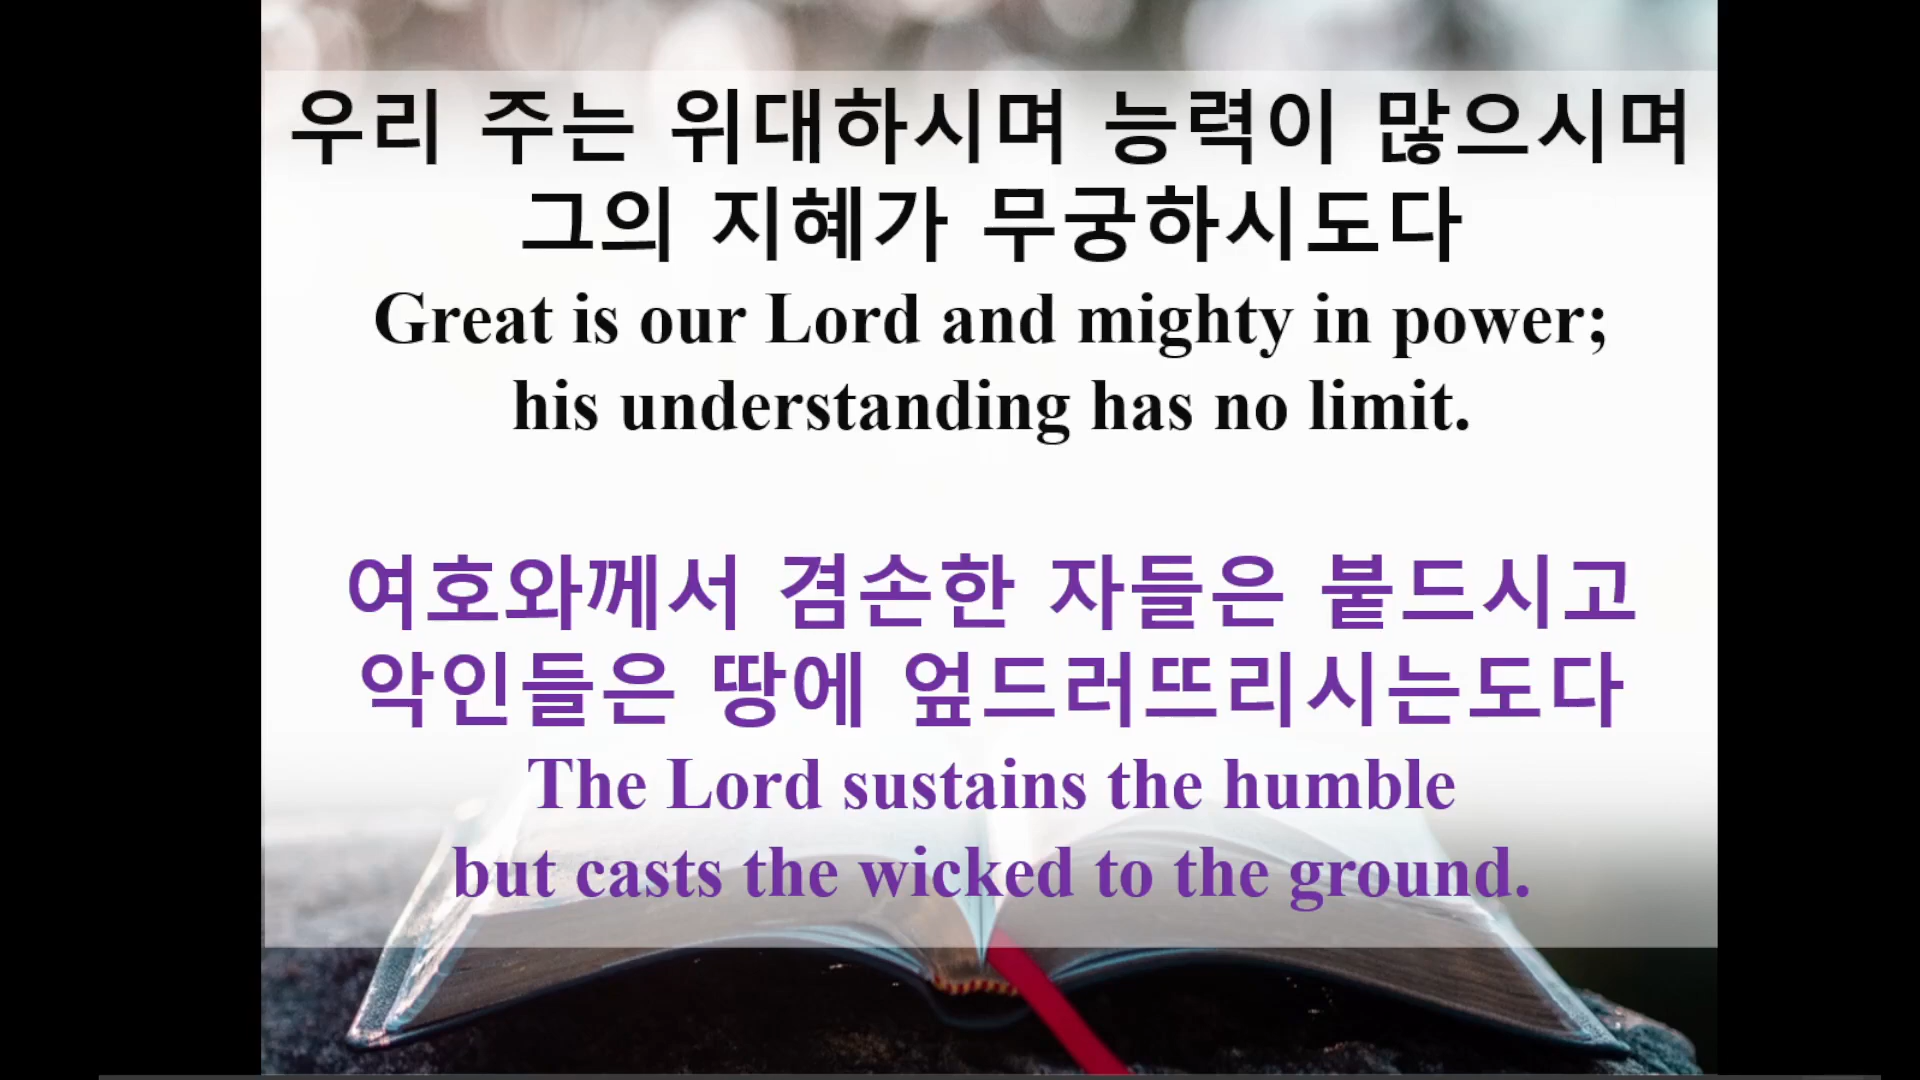 우리 주는 위대하시며 능력이 많으시며
그의 지혜가 무궁하시도다
Great is our Lord and mighty in power;
his understanding has no limit.
여호와께서 겸손한 자들은 붙드시고
악인들은 땅에 엎드러뜨리시는도다
The Lord sustains the humble
but casts the wicked to the ground.